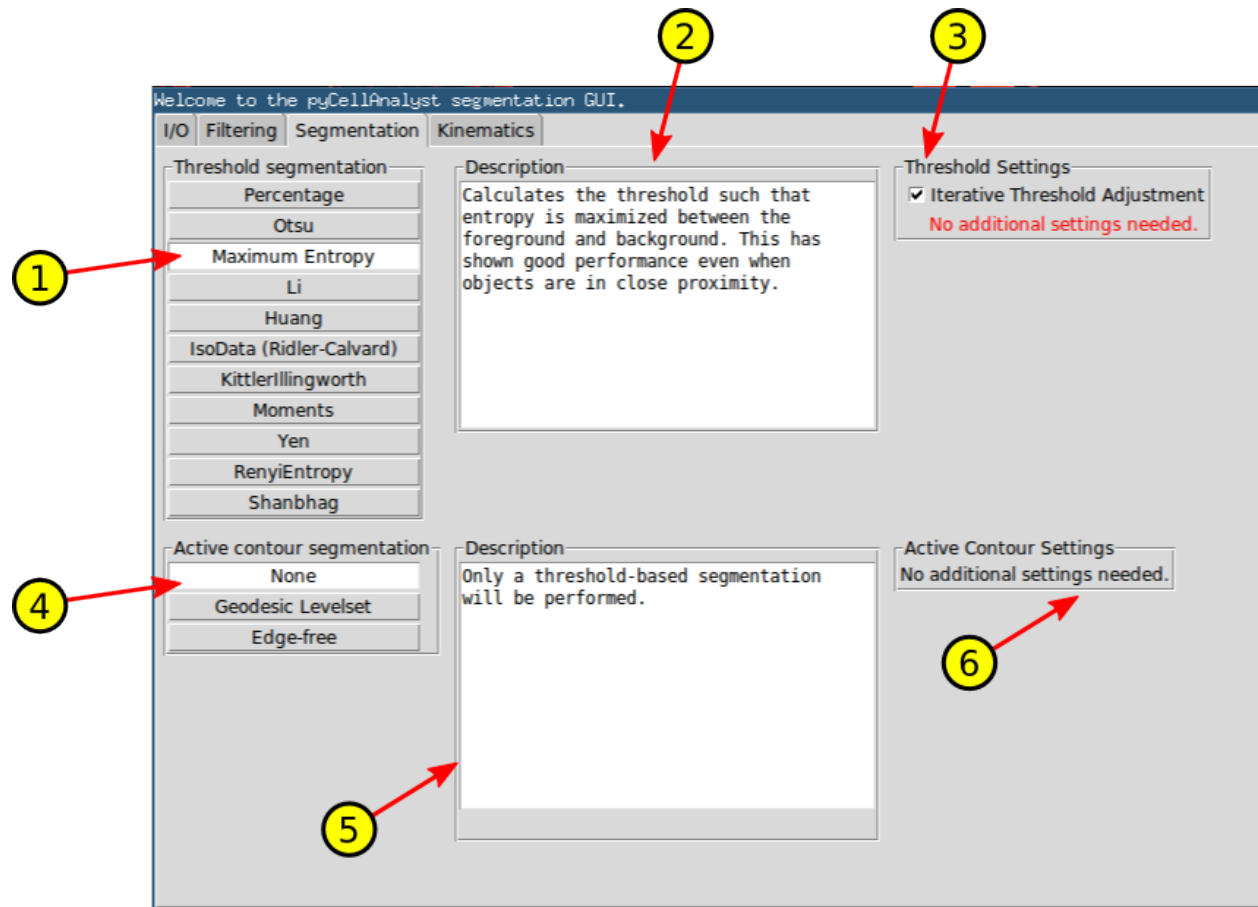 2
3
Welcome to the pyCellAnalyst segmentation GUI.
I/O Filtering Segmentation Kinematics
Threshold segmentation
Percentage
Otsu
Maximum Entropy
Li
Huang
IsoData (Ridler-Calvard)
KittlerIllingworth
Moments
Yen
RenyiEntropy
Shanbhag
1
Description
Calculates the threshold such that
entropy is maximized between the
foreground and background. This has
shown good performance even when
objects are in close proximity.
Threshold Settings
Iterative Threshold Adjustment
No additional settings needed.
Active contour segmentation
None
Geodesic Levelset
Edge-free
4
Description
Only a threshold-based segmentation
will be performed.
5
Active Contour Settings
No additional settings needed.
6